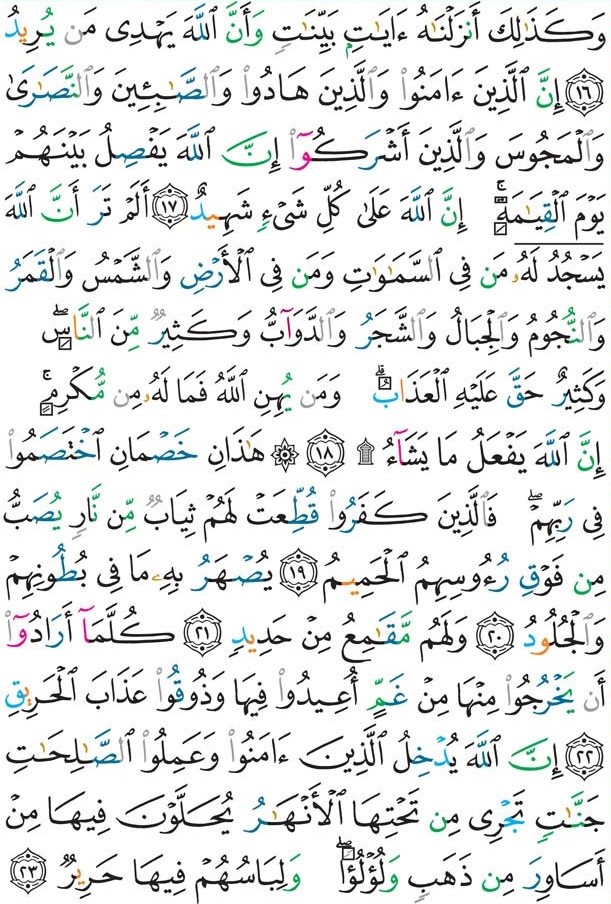 وَكَذَٰلِكَ أَنزَلْنَٰهُ ءَايَٰتٍۭ بَيِّنَٰتٍ وَأَنَّ ٱللَّهَ يَهْدِى مَن يُرِيدُ
١٦ إِنَّ ٱلَّذِينَ ءَامَنُوا۟ وَٱلَّذِينَ هَادُوا۟ وَٱلصَّٰبِـِٔينَ وَٱلنَّصَٰرَىٰ
وَٱلْمَجُوسَ وَٱلَّذِينَ أَشْرَكُوٓا۟ إِنَّ ٱللَّهَ يَفْصِلُ بَيْنَهُمْ
يَوْمَ ٱلْقِيَٰمَةِ ۚ إِنَّ ٱللَّهَ عَلَىٰ كُلِّ شَىْءٍ شَهِيدٌ ١٧ أَلَمْ تَرَ أَنَّ ٱللَّهَ
يَسْجُدُ لَهُۥ مَن فِى ٱلسَّمَٰوَٰتِ وَمَن فِى ٱلْأَرْضِ وَٱلشَّمْسُ وَٱلْقَمَرُ
وَٱلنُّجُومُ وَٱلْجِبَالُ وَٱلشَّجَرُ وَٱلدَّوَآبُّ وَكَثِيرٌ مِّنَ ٱلنَّاسِ ۖ
وَكَثِيرٌ حَقَّ عَلَيْهِ ٱلْعَذَابُ ۗ وَمَن يُهِنِ ٱللَّهُ فَمَا لَهُۥ مِن مُّكْرِمٍ ۚ
إِنَّ ٱللَّهَ يَفْعَلُ مَا يَشَآءُ ۩ ١٨ ۞ هَٰذَانِ خَصْمَانِ ٱخْتَصَمُوا۟
فِى رَبِّهِمْ ۖ فَٱلَّذِينَ كَفَرُوا۟ قُطِّعَتْ لَهُمْ ثِيَابٌ مِّن نَّارٍ يُصَبُّ
مِن فَوْقِ رُءُوسِهِمُ ٱلْحَمِيمُ ١٩ يُصْهَرُ بِهِۦ مَا فِى بُطُونِهِمْ
وَٱلْجُلُودُ ٢٠ وَلَهُم مَّقَٰمِعُ مِنْ حَدِيدٍ ٢١ كُلَّمَآ أَرَادُوٓا۟
أَن يَخْرُجُوا۟ مِنْهَا مِنْ غَمٍّ أُعِيدُوا۟ فِيهَا وَذُوقُوا۟ عَذَابَ ٱلْحَرِيقِ
٢٢ إِنَّ ٱللَّهَ يُدْخِلُ ٱلَّذِينَ ءَامَنُوا۟ وَعَمِلُوا۟ ٱلصَّٰلِحَٰتِ
جَنَّٰتٍ تَجْرِى مِن تَحْتِهَا ٱلْأَنْهَٰرُ يُحَلَّوْنَ فِيهَا مِنْ
أَسَاوِرَ مِن ذَهَبٍ وَلُؤْلُؤًا ۖ وَلِبَاسُهُمْ فِيهَا حَرِيرٌ ٢٣